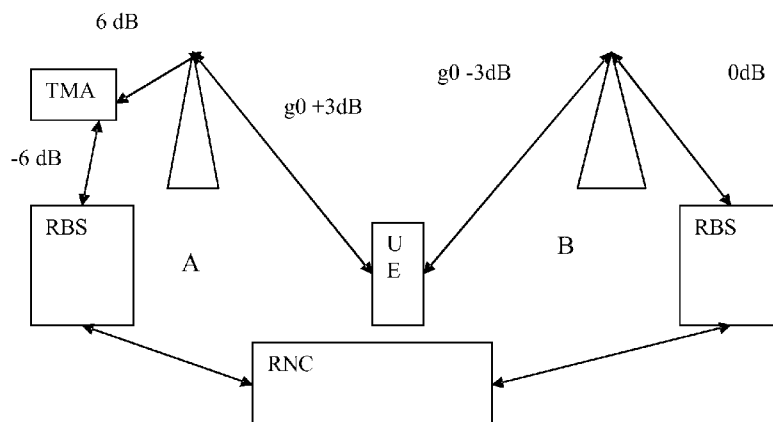 6 dB
TMA
g0 +3dB
g0 -3dB
0dB
-6 dB
RBS
A
U
E
B
RBS
RNC